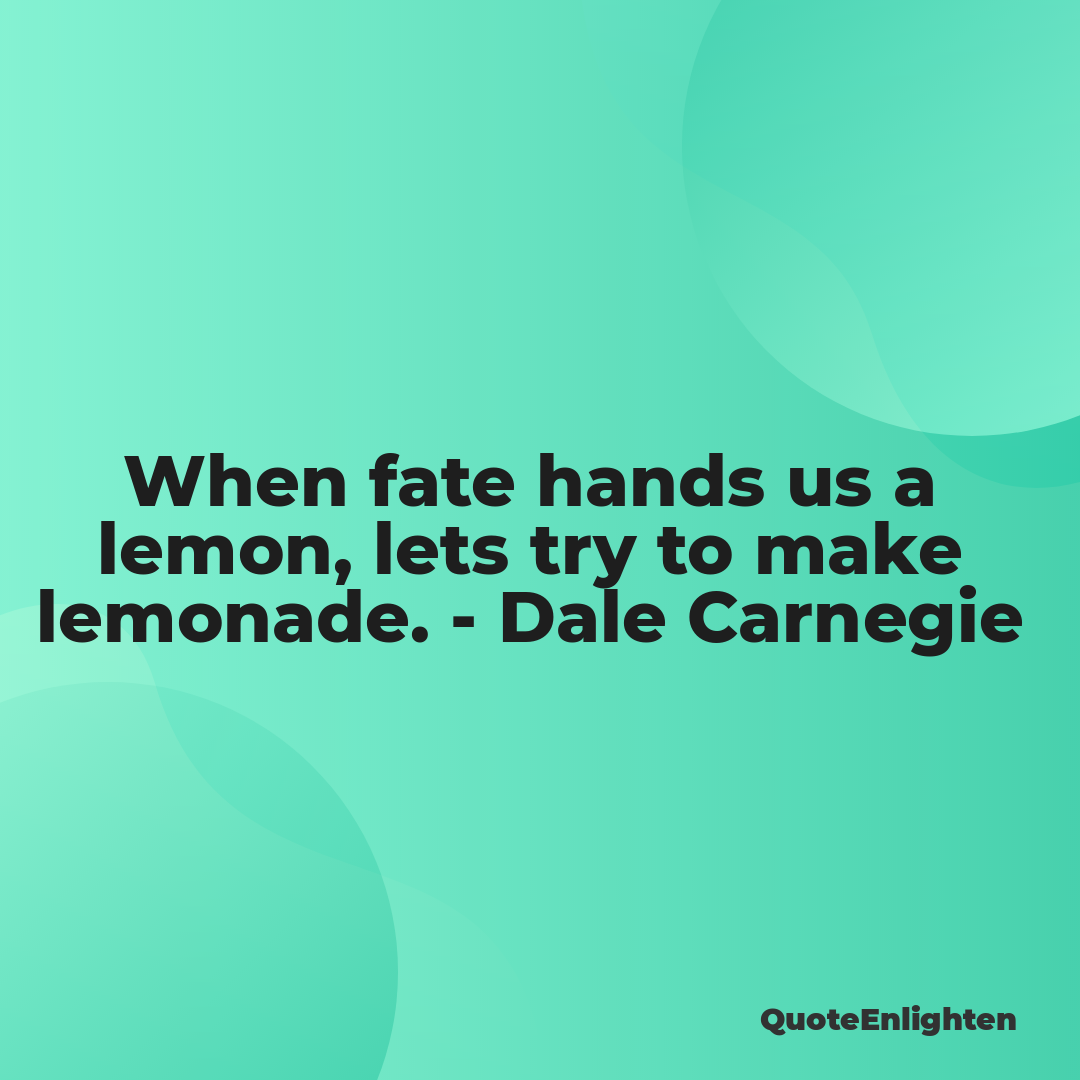 When fate hands us a
lemon, lets try to make
lemonade. - Dale Carnegie
QuoteEnlighten